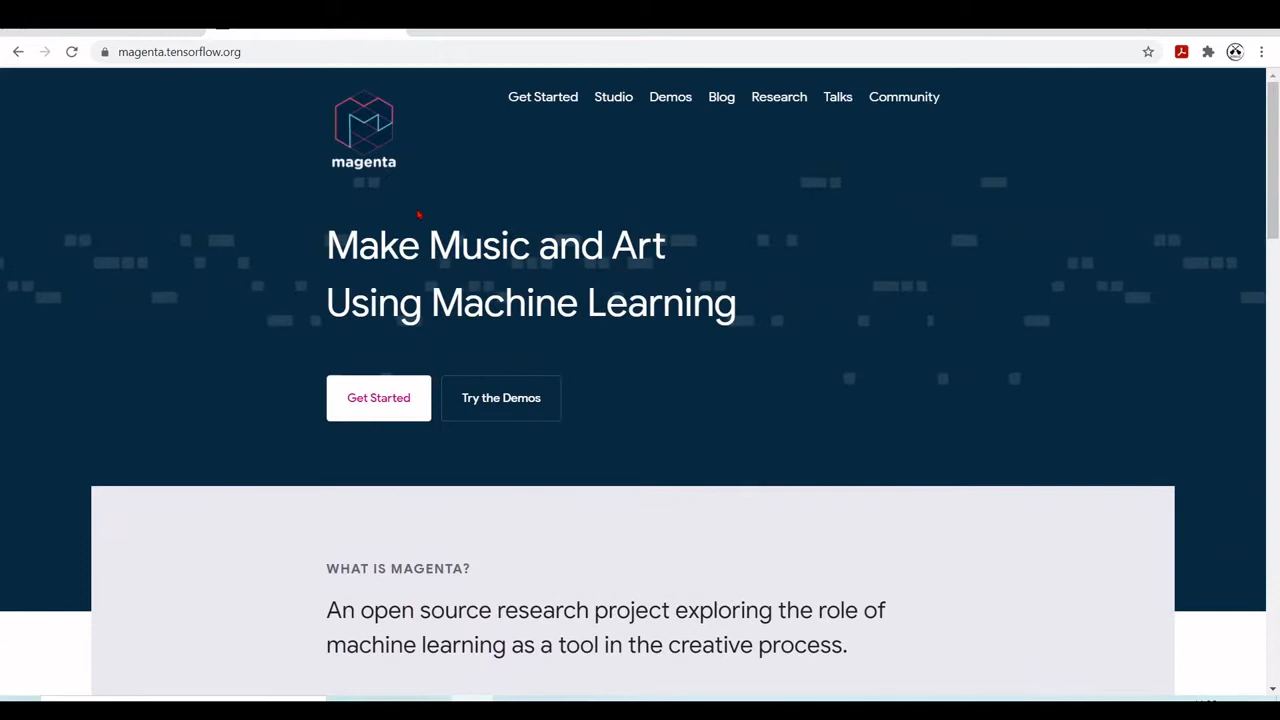 magenta.tensorflow.org
Get Started Studio Demos Blog Research Talks Community
magenta
Make Music and Art
Using Machine Learning
Get Started Try the Demos
WHAT IS MAGENTA?
An open source research project exploring the role of
machine learning as a tool in the creative process.